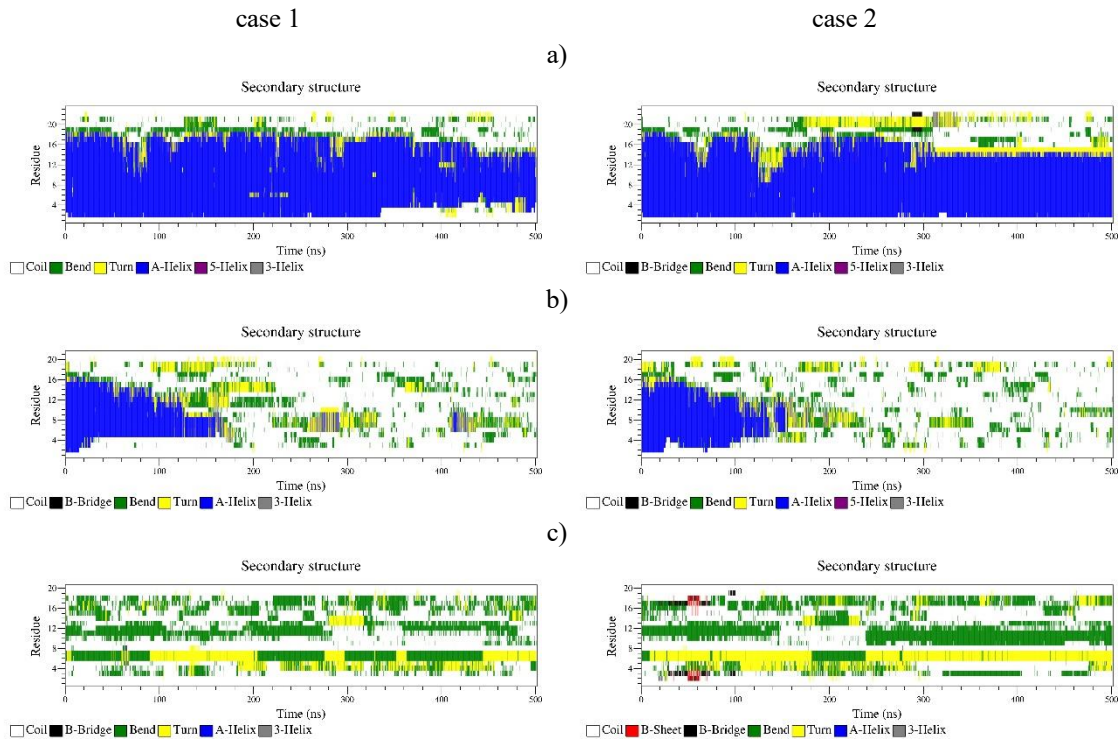 case 1 case 2
a)
Secondary structure Secondary structure
Residue 20 16 12 8 4 Residue 20 16 12 8 4
0 100 200 300 400 500 0 100 200 300 400 500
Time (ns) Time (ns)
Coil Bend Turn A-Helix 5-Helix 3-Helix Coil B-Bridge Bend Turn A-Helix 5-Helix 3-Helix
b)
Secondary structure Secondary structure
Residue 20 16 12 8 4 Residue 20 16 12 8 4
0 100 200 300 400 500 0 100 200 300 400 500
Time (ns) Time (ns)
Coil B-Bridge Bend Turn A-Helix 3-Helix Coil B-Bridge Bend Turn A-Helix 5-Helix 3-Helix
c)
Secondary structure Secondary structure
Residue 20 16 12 8 4 Residue 20 16 12 8 4
0 100 200 300 400 500 0 100 200 300 400 500
Time (ns) Time (ns)
Coil B-Bridge Bend Turn A-Helix 3-Helix Coil B-Sheet B-Bridge Bend Turn A-Helix 3-Helix